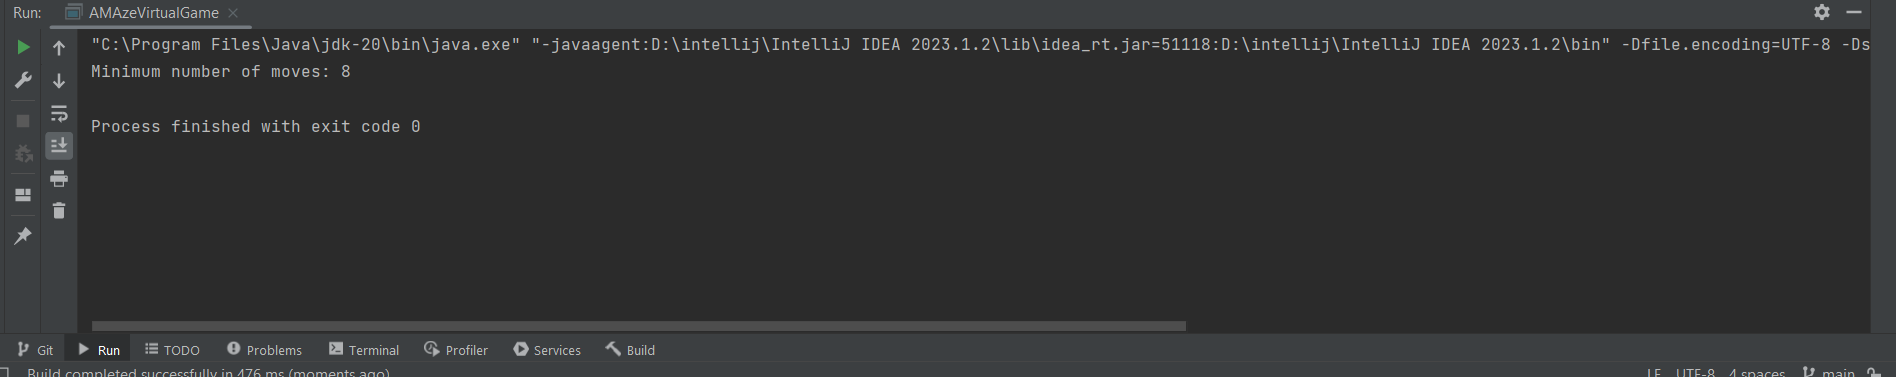 Run: AMAzeVirtualGame
"C:\Program Files\Java\jdk-20\bin\java.exe" "-javaagent:D:\intellij\IntelliJ IDEA 2023.1.2\lib\idea_rt.jar=51118:D:\intellij\IntelliJ IDEA 2023.1.2\bin" -Dfile.encoding=UTF-8 -Ds
Minimum number of moves: 8
Process finished with exit code 0
Git Run TODO Problems Terminal Profiler Services Build
Build completed successfully in 476 ms (moments ago) LF UTF-8 4 spaces main